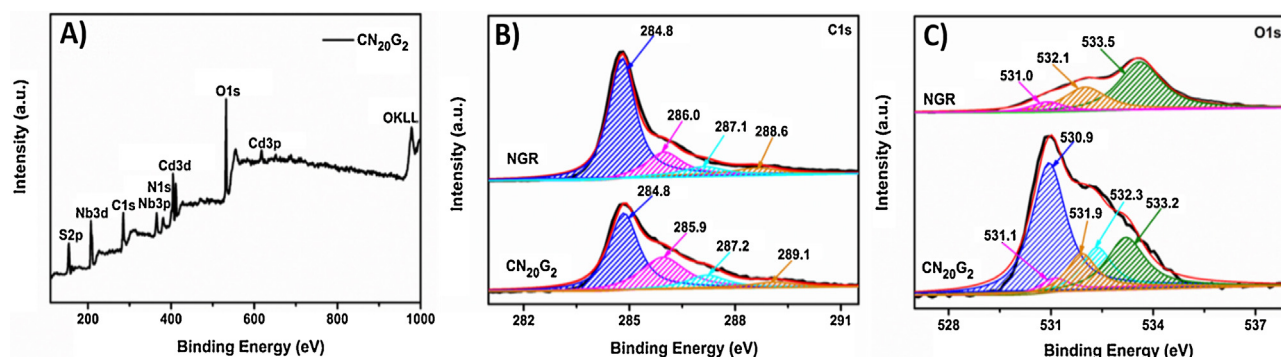 A)
CN20G2
O1s
OKLL
Cd3p
Cd3d
N1s
Nb3p
C1s
Nb3d
S2p
Intensity (a.u.)
200 400 600 800 1000
Binding Energy (eV)
B)
C1s
284.8
286.0
287.1
288.6
NGR
284.8
285.9
287.2
289.1
CN20G2
Intensity (a.u.)
282 285 288 291
Binding Energy (eV)
C)
O1s
533.5
532.1
531.0
NGR
530.9
532.3
531.9
533.2
531.1
CN20G2
Intensity (a.u.)
528 531 534 537
Binding Energy (eV)